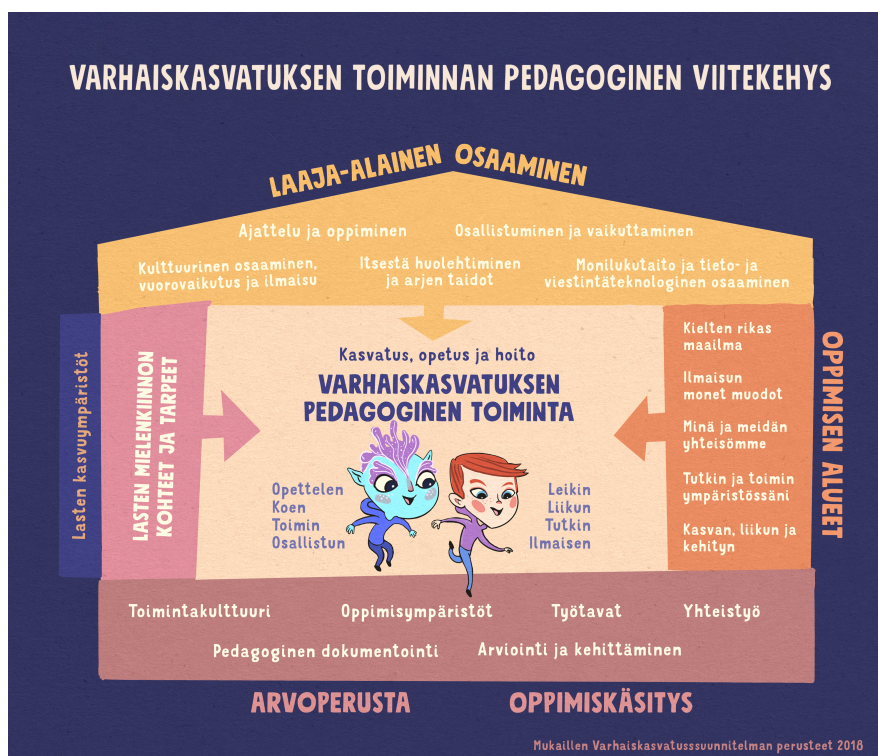 VARHAISKASVATUKSEN TOIMINNAN PEDAGOGINEN VIITEKEHYS
LAAJA-ALAINEN OSAAMINEN
Ajattelu ja oppiminen
Osallistuminen ja vaikuttaminen
Kulttuurinen osaaminen,
vuorovaikutus ja ilmaisu
Itsestä huolehtiminen
ja arjen taidot
Monilukutaito ja tieto- ja
viestintäteknologinen osaaminen
Lasten kasvuympäristöt
LASTEN MIELENKIINNON
KOHTEET JA TARPEET
Kasvatus, opetus ja hoito
VARHAISKASVATUKSEN
PEDAGOGINEN TOIMINTA
Opettelen
Koen
Toimin
Osallistun
Leikin
Liikun
Tutkin
Ilmaisen
Kielten rikas
maailma
Ilmaisun
monet muodot
Minä ja meidän
yhteisömme
Tutkin ja toimin
ympäristössäni
Kasvan, liikun ja
kehityn
OPPIMISEN ALUEET
Toimintakulttuuri
Oppimisympäristöt
Työtavat
Yhteistyö
Pedagoginen dokumentointi
Arviointi ja kehittäminen
ARVOPERUSTA
OPPIMISKÄSITYS
Mukaillen Varhaiskasvatusssuunnitelman perusteet 2018